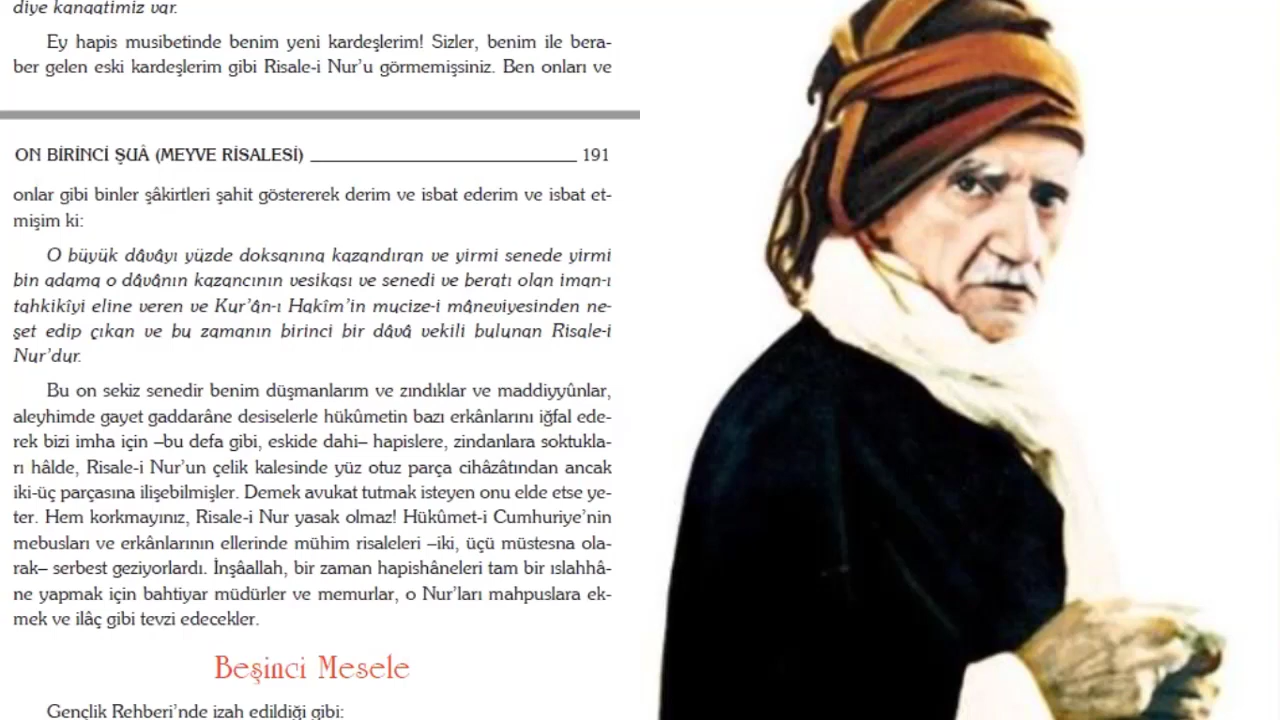 diye kanaatimiz var.
Ey hapis musibetinde benim yeni kardeşlerim! Sizler, benim ile bera-
ber gelen eski kardeşlerim gibi Risale-i Nur'u görmemişsiniz. Ben onları ve
ON BİRİNCİ ŞUÂ (MEYVE RİSALESİ) 191
onlar gibi binler şâkirtleri şahit göstererek derim ve isbat ederim ve isbat et-
mişim ki:
O büyük dâvâyı yüzde doksanına kazandıran ve yirmi senede yirmi
bin adama o dâvânın kazancının vesikası ve senedi ve beratı olan iman-ı
tahkikîyi eline veren ve Kur'ân-ı Hakîm'in mucize-i mâneviyesinden ne-
şet edip çıkan ve bu zamanın birinci bir dâvâ vekili bulunan Risale-i
Nur'dur.
Bu on sekiz senedir benim düşmanlarım ve zındıklar ve maddiyyûnlar,
aleyhimde gayet gaddarâne desiselerle hükûmetin bazı erkânlarını iğfal ede-
rek bizi imha için –bu defa gibi, eskide dahi– hapislere, zindanlara soktukla-
rı hâlde, Risale-i Nur'un çelik kalesinde yüz otuz parça cihâzâtından ancak
iki-üç parçasına ilişebilmişler. Demek avukat tutmak isteyen onu elde etse ye-
ter. Hem korkmayınız, Risale-i Nur yasak olmaz! Hükûmet-i Cumhuriye'nin
mebusları ve erkânlarının ellerinde mühim risaleleri –iki, üçü müstesna ola-
rak– serbest geziyorlardı. İnşâallah, bir zaman hapishâneleri tam bir ıslahhâ-
ne yapmak için bahtiyar müdürler ve memurlar, o Nur'ları mahpuslara ek-
mek ve ilâç gibi tevzi edecekler.
Beşinci Mesele
Gençlik Rehberi'nde izah edildiği gibi: